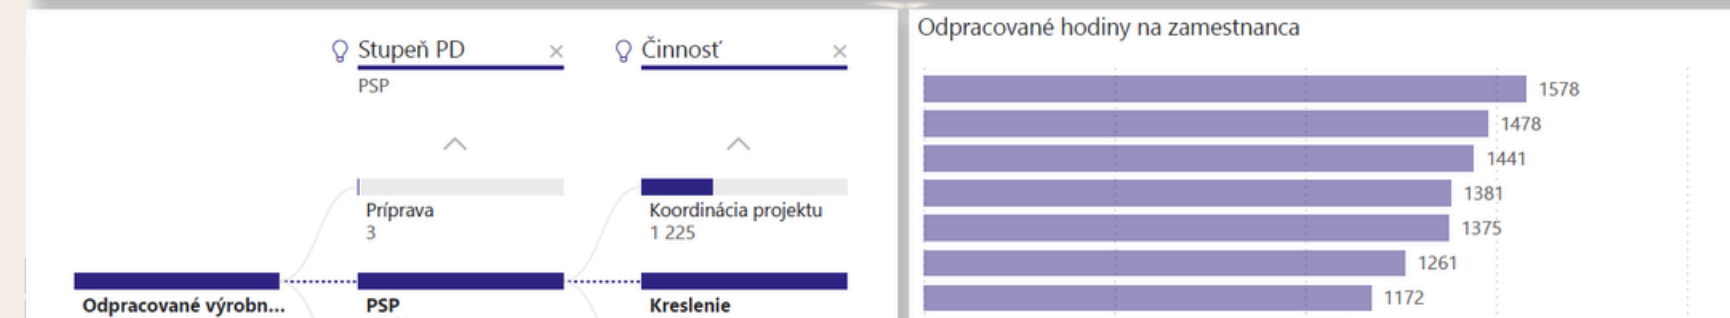 Stupeň PD
PSP
Činnosť
Príprava
3
Koordinácia projektu
1 225
Odpracované výrobn...
PSP
Kreslenie
Odpracované hodiny na zamestnanca
1578
1478
1441
1381
1375
1261
1172